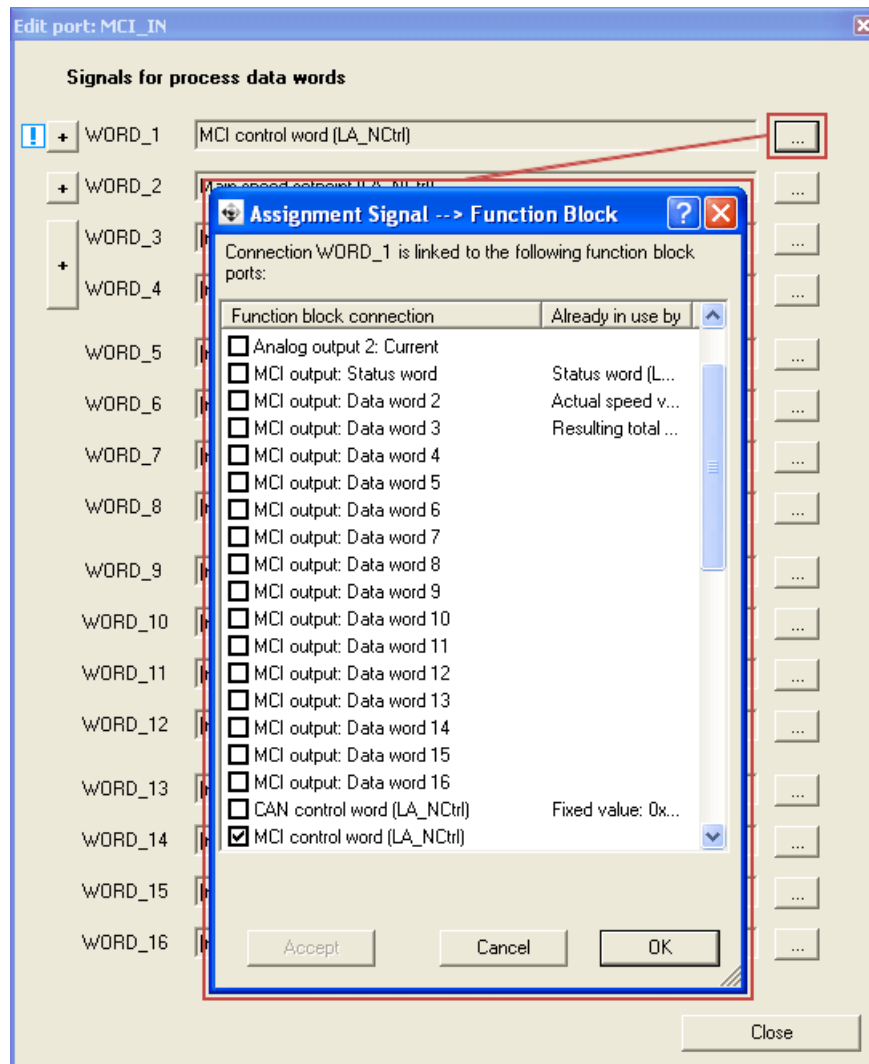 Edit port: MCI_IN
Signals for process data words
! + WORD_1 MCI control word (LA_NCtrl) ...
+ WORD_2 Main speed setpoint (LA_NCtrl) ...
WORD_3 ...
+
WORD_4 ...
WORD_5 ...
WORD_6 ...
WORD_7 ...
WORD_8 ...
WORD_9 ...
WORD_10 ...
WORD_11 ...
WORD_12 ...
WORD_13 ...
WORD_14 ...
WORD_15 ...
WORD_16 ...
Close
Assignment Signal --> Function Block ?
Connection WORD_1 is linked to the following function block
ports:
Function block connection Already in use by
Analog output 2: Current
MCI output: Status word Status word (L...
MCI output: Data word 2 Actual speed v...
MCI output: Data word 3 Resulting total ...
MCI output: Data word 4
MCI output: Data word 5
MCI output: Data word 6
MCI output: Data word 7
MCI output: Data word 8
MCI output: Data word 9
MCI output: Data word 10
MCI output: Data word 11
MCI output: Data word 12
MCI output: Data word 13
MCI output: Data word 14
MCI output: Data word 15
MCI output: Data word 16
CAN control word (LA_NCtrl) Fixed value: 0x...
MCI control word (LA_NCtrl)
Accept Cancel OK